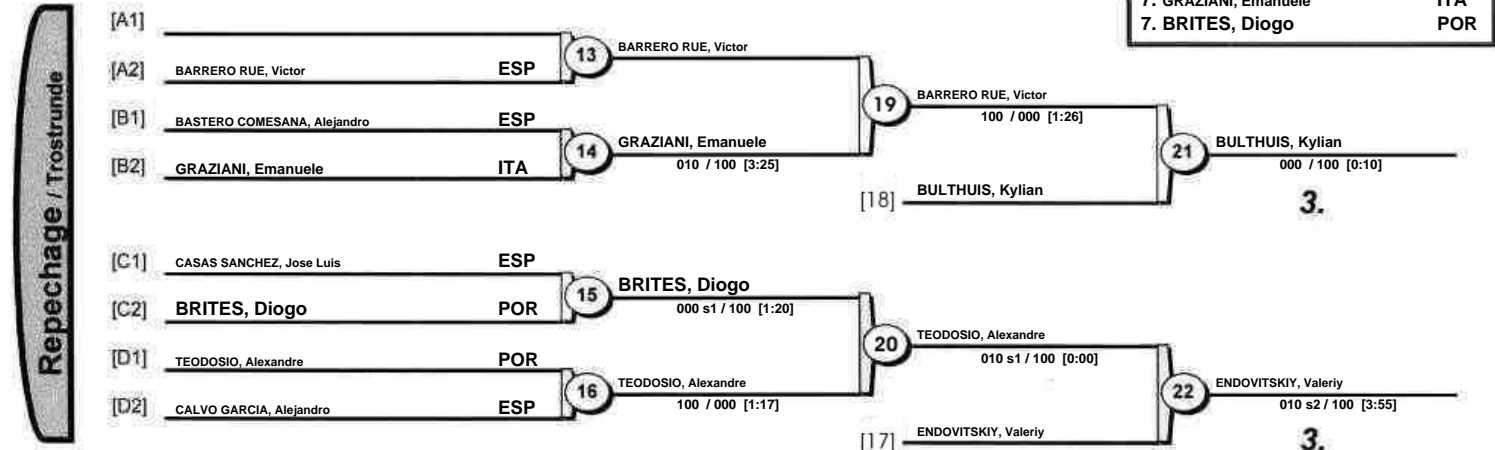 7. GRAZIANI, Emanuele ITA
7. BRITES, Diogo POR
Repechage / Trostrunde
[A1]
[A2] BARRERO RUE, Victor ESP
13 BARRERO RUE, Victor
[B1] BASTERO COMESANA, Alejandro ESP
[B2] GRAZIANI, Emanuele ITA
14 GRAZIANI, Emanuele
010 / 100 [3:25]
19 BARRERO RUE, Victor
100 / 000 [1:26]
[18] BULTHUIS, Kylian
21 BULTHUIS, Kylian
000 / 100 [0:10]
3.
[C1] CASAS SANCHEZ, Jose Luis ESP
[C2] BRITES, Diogo POR
15 BRITES, Diogo
000 s1 / 100 [1:20]
[D1] TEODOSIO, Alexandre POR
[D2] CALVO GARCIA, Alejandro ESP
16 TEODOSIO, Alexandre
100 / 000 [1:17]
20 TEODOSIO, Alexandre
010 s1 / 100 [0:00]
[17] ENDOVITSKIY, Valeriy
22 ENDOVITSKIY, Valeriy
010 s2 / 100 [3:55]
3.